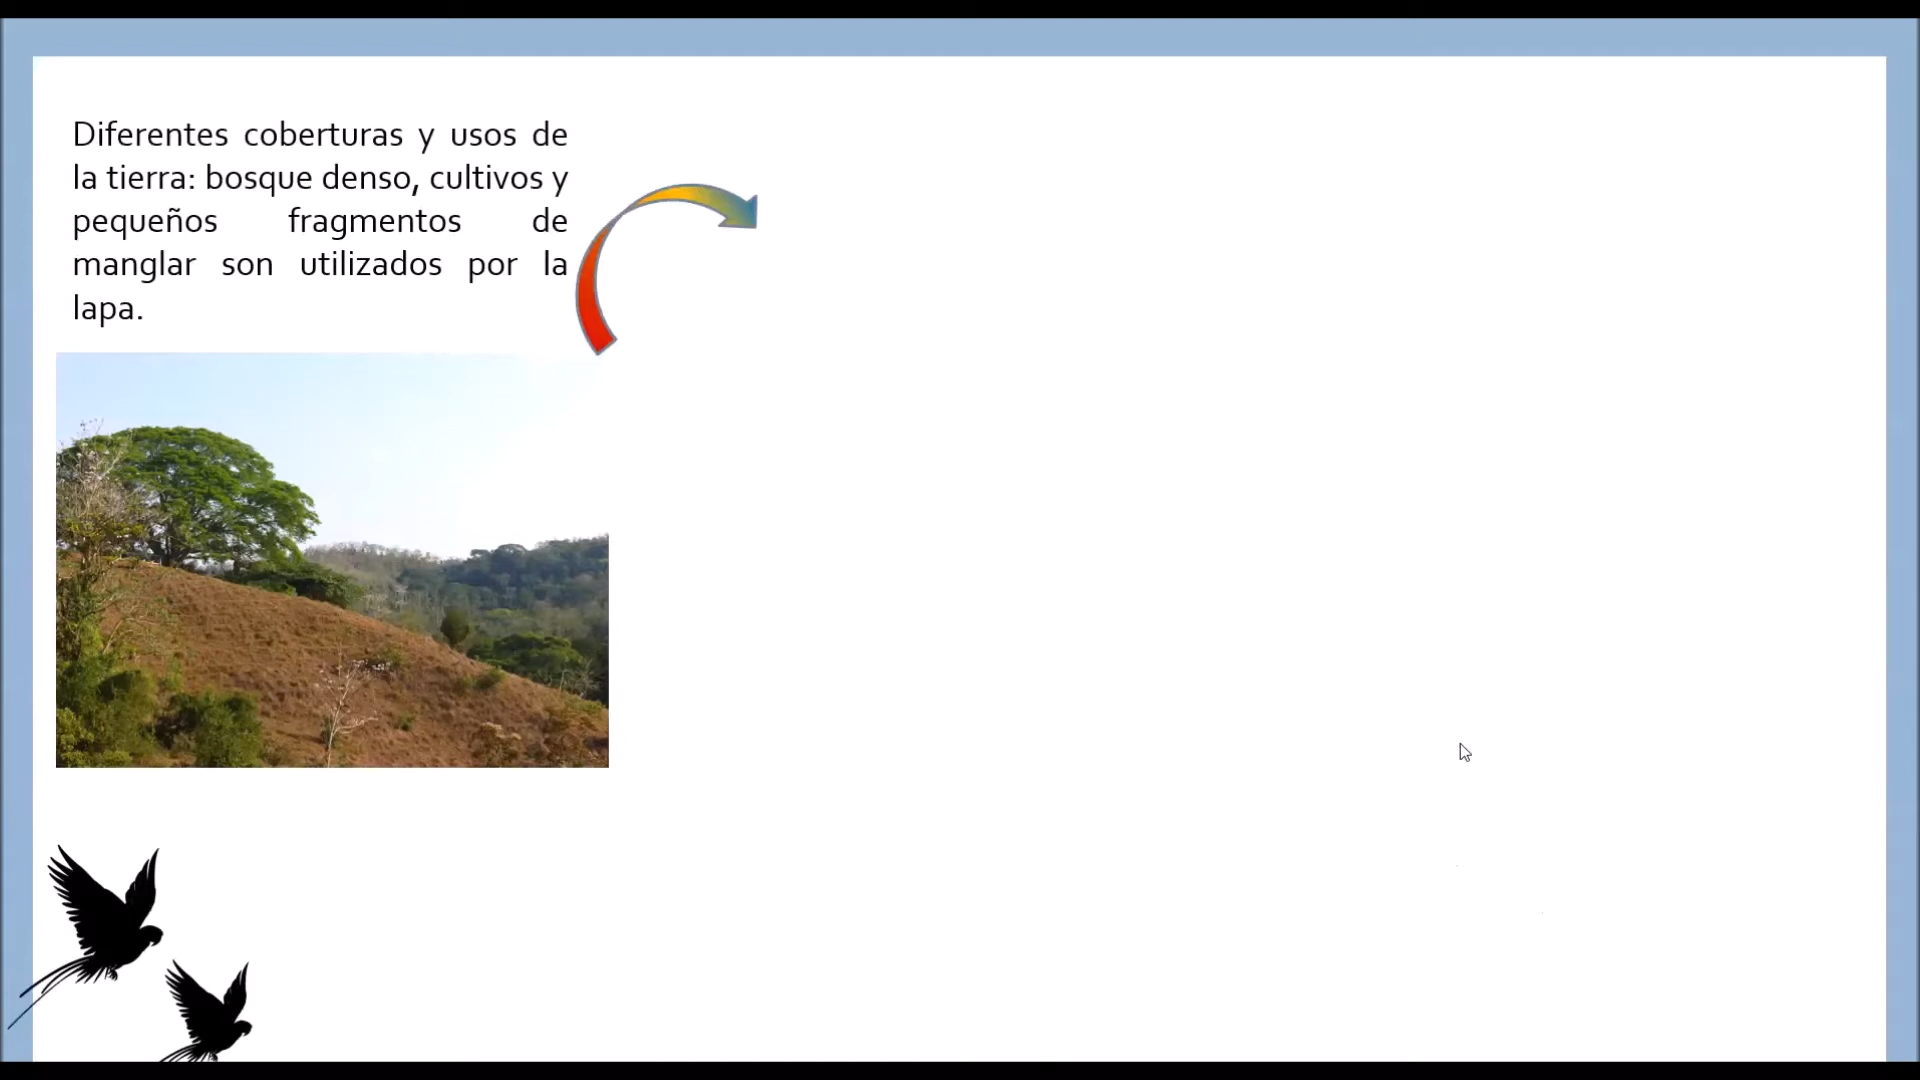 Diferentes coberturas y usos de
la tierra: bosque denso, cultivos y
pequeños fragmentos de
manglar son utilizados por la
lapa.